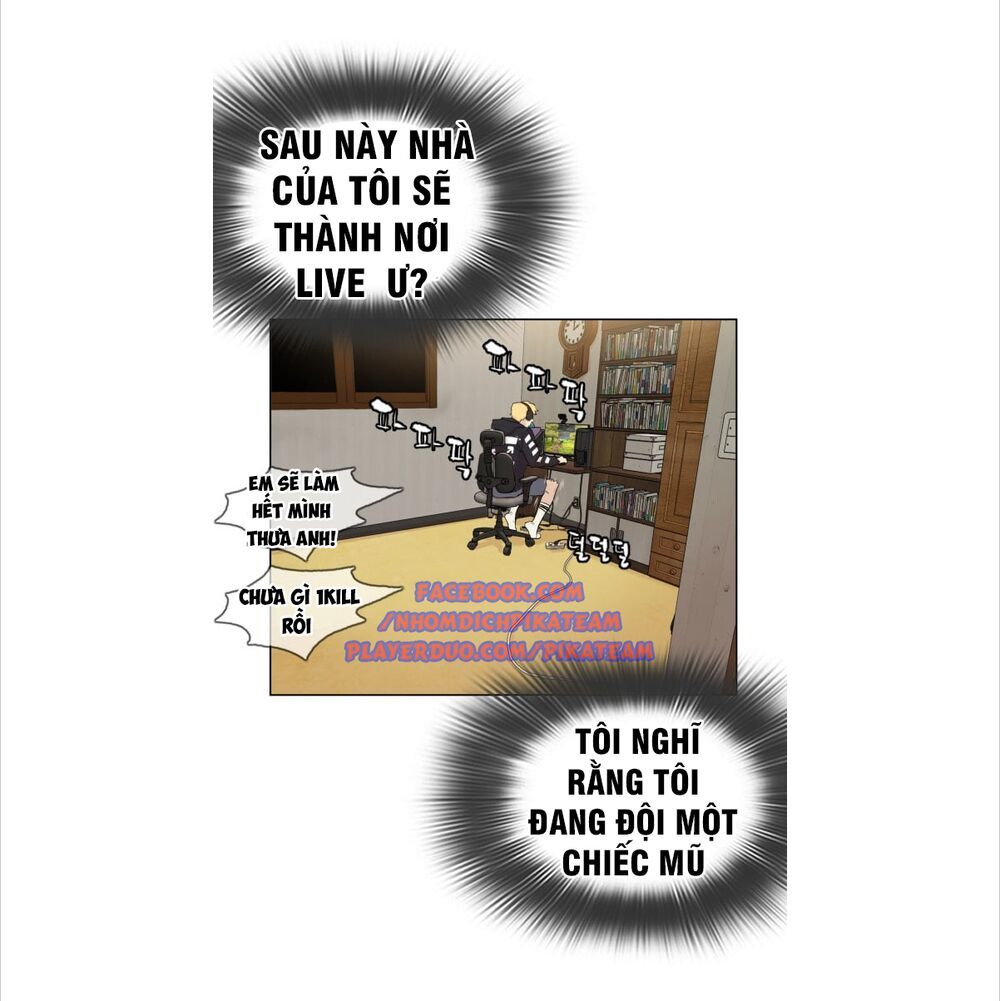 SAU NÀY NHÀ
CỦA TÔI SẼ
THÀNH NƠI
LIVE Ư?
파 파 팍
파 파 팍
EM SẼ LÀM
HẾT MÌNH
THƯA ANH!
덜덜덜
CHƯA GÌ 1KILL
RỒI
FACEBOOK.COM
/NHOMDICHPIKATEAM
PLAYERDUO.COM/PIKATEAM
TÔI NGHĨ
RẰNG TÔI
ĐANG ĐỘI MỘT
CHIẾC MŨ